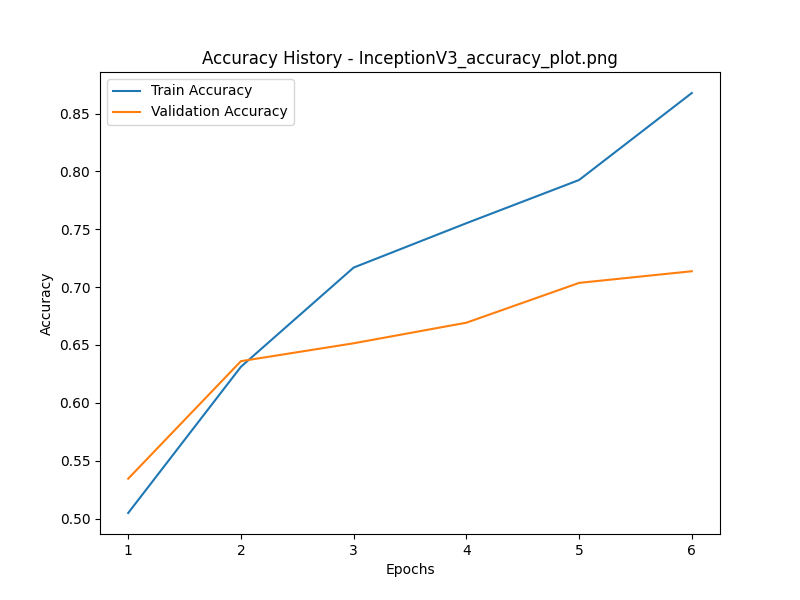 Accuracy History - InceptionV3_accuracy_plot.png
Train Accuracy
Validation Accuracy
Accuracy
0.85
0.80
0.75
0.70
0.65
0.60
0.55
0.50
1 2 3 4 5 6
Epochs